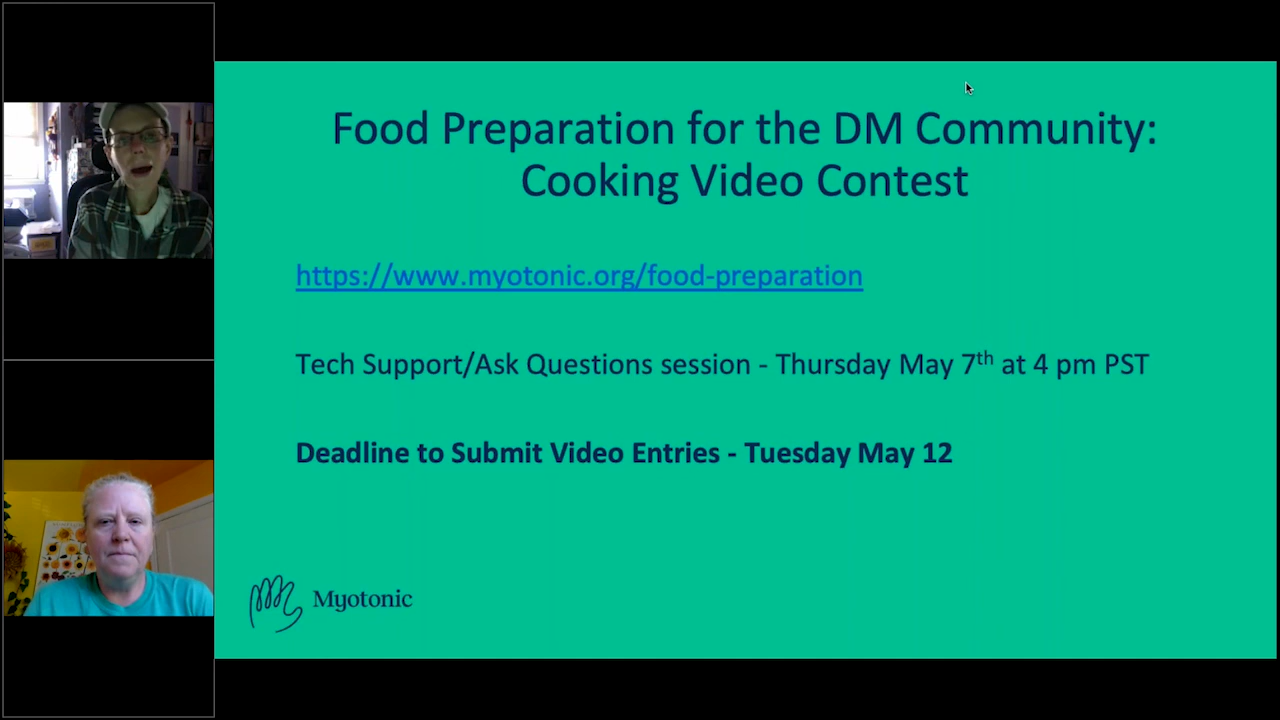 Food Preparation for the DM Community:
Cooking Video Contest
https://www.myotonic.org/food-preparation
Tech Support/Ask Questions session - Thursday May 7th at 4 pm PST
Deadline to Submit Video Entries - Tuesday May 12
Myotonic